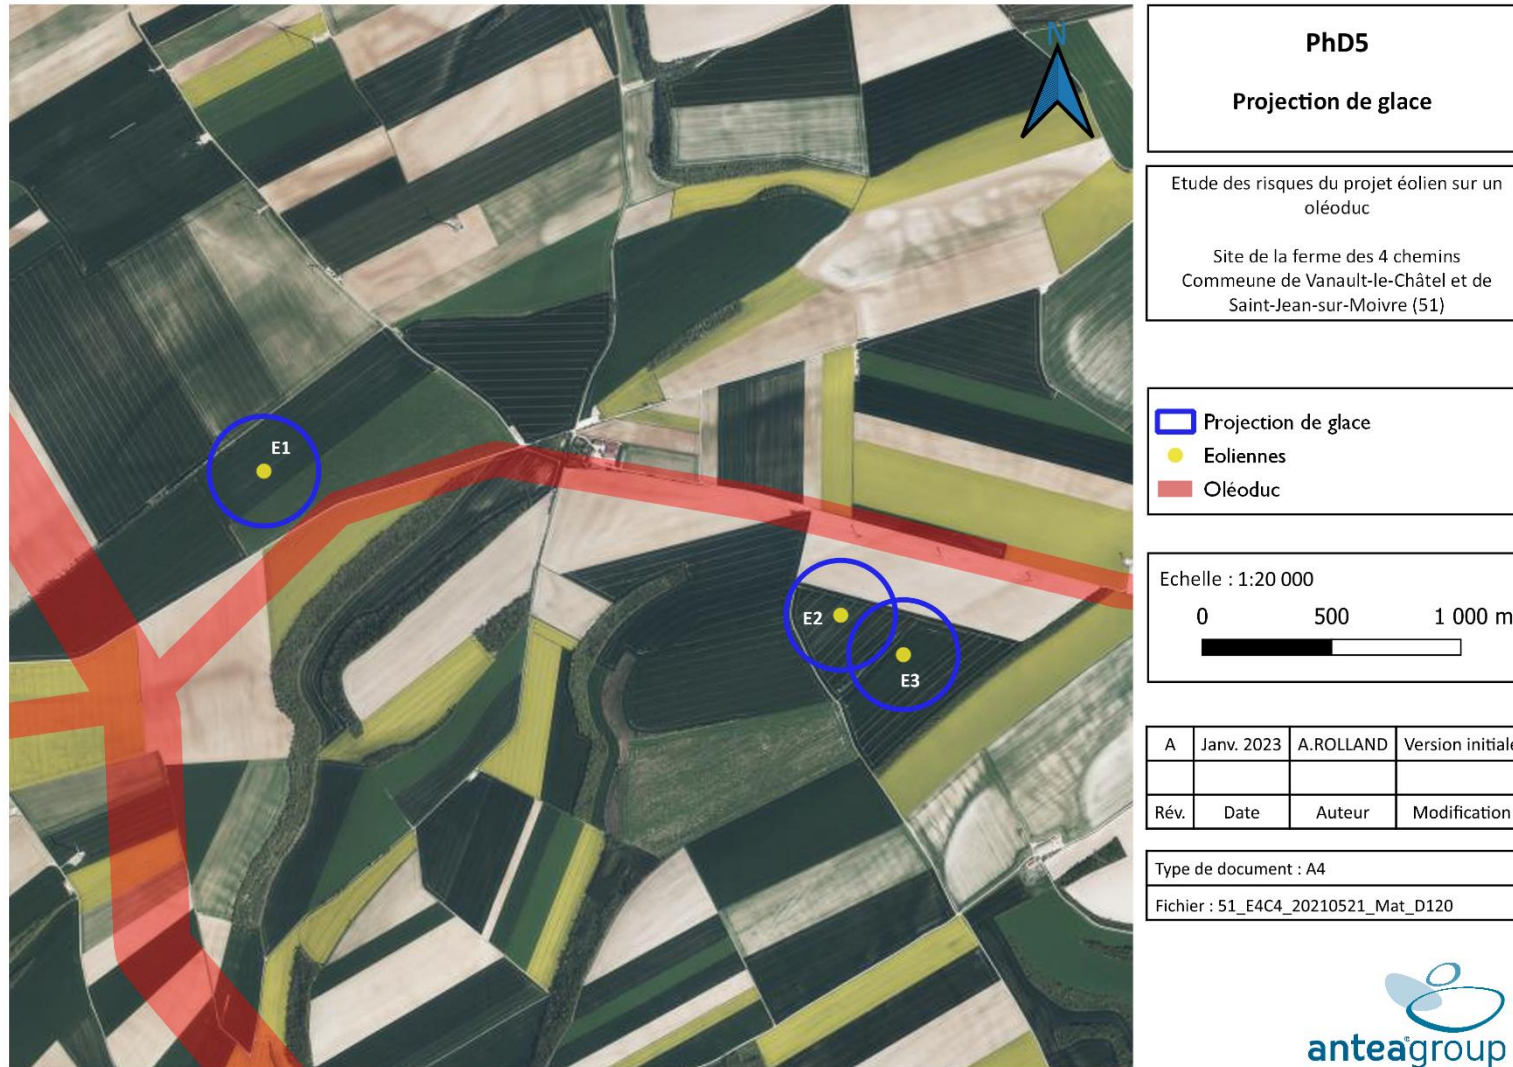 N
PhD5
Projection de glace
Etude des risques du projet éolien sur un
oléoduc
Site de la ferme des 4 chemins
Commeune de Vanault-le-Châtel et de
Saint-Jean-sur-Moivre (51)
Projection de glace
Eoliennes
Oléoduc
E1
E2
E3
Echelle : 1:20 000
0 500 1 000 m
A Janv. 2023 A.ROLLAND Version initiale
Rév. Date Auteur Modification
Type de document : A4
Fichier : 51_E4C4_20210521_Mat_D120
anteagroup